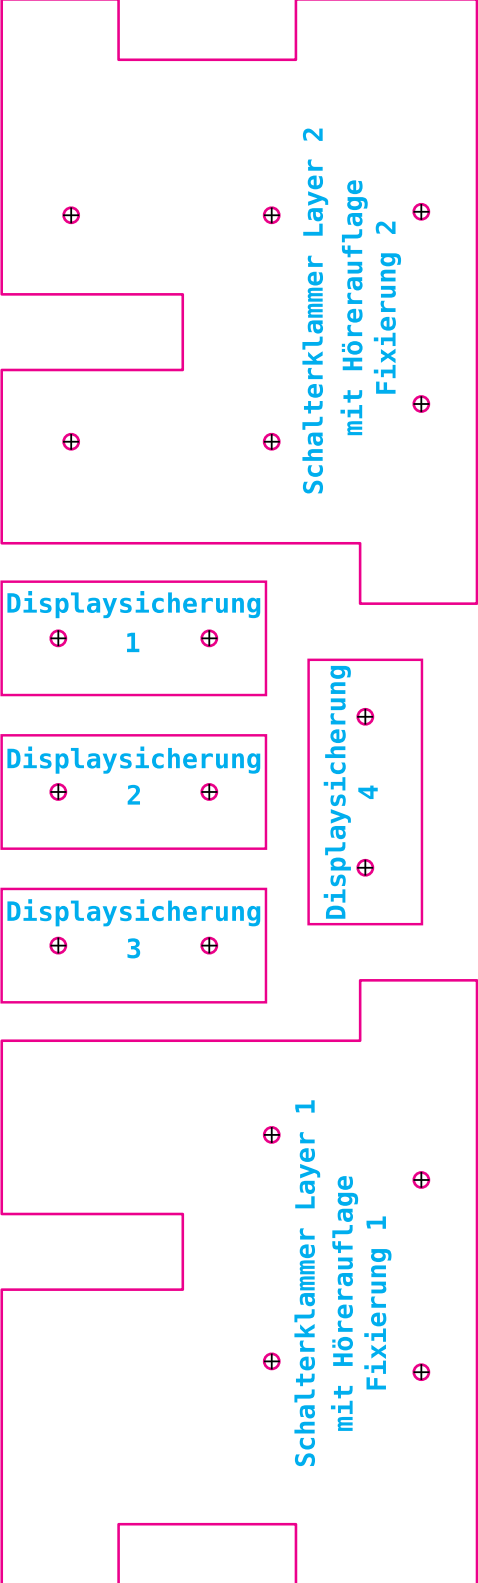 Schalterklammer Layer 2
mit Hörerauflage
Fixierung 2
Displaysicherung
1
Displaysicherung
2
Displaysicherung
3
Displaysicherung
4
Schalterklammer Layer 1
mit Hörerauflage
Fixierung 1